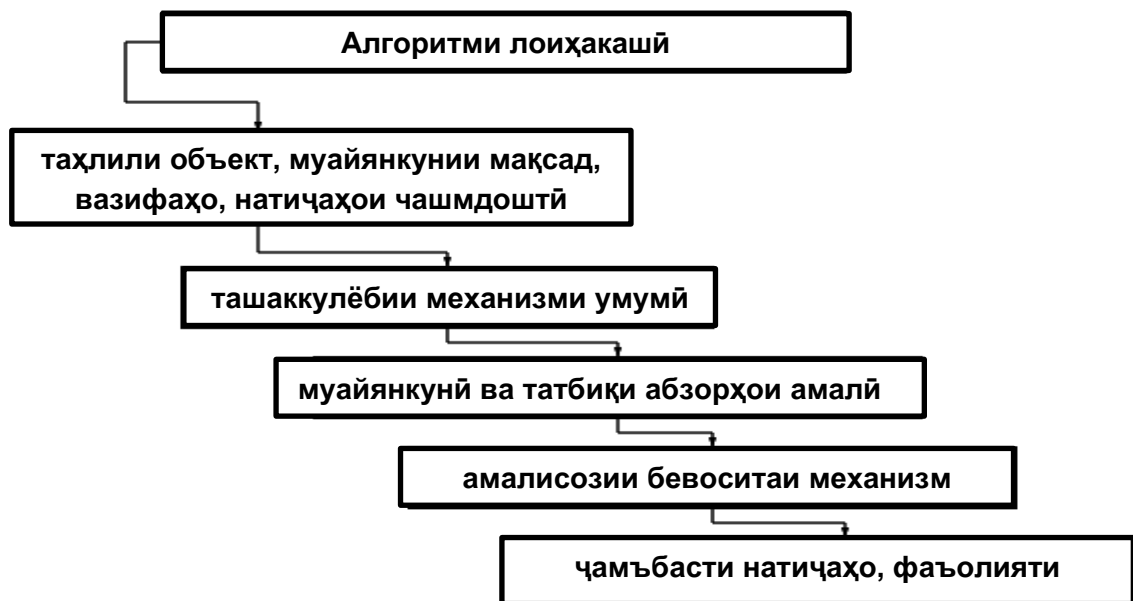 Алгоритми лоиҳакашӣ
таҳлили объект, муайянкунии мақсад,
вазифаҳо, натиҷаҳои чашмдоштӣ
ташаккулёбии механизми умумӣ
муайянкунӣ ва татбиқи абзорҳои амалӣ
амалисозии бевоситаи механизм
ҷамъбасти натиҷаҳо, фаъолияти